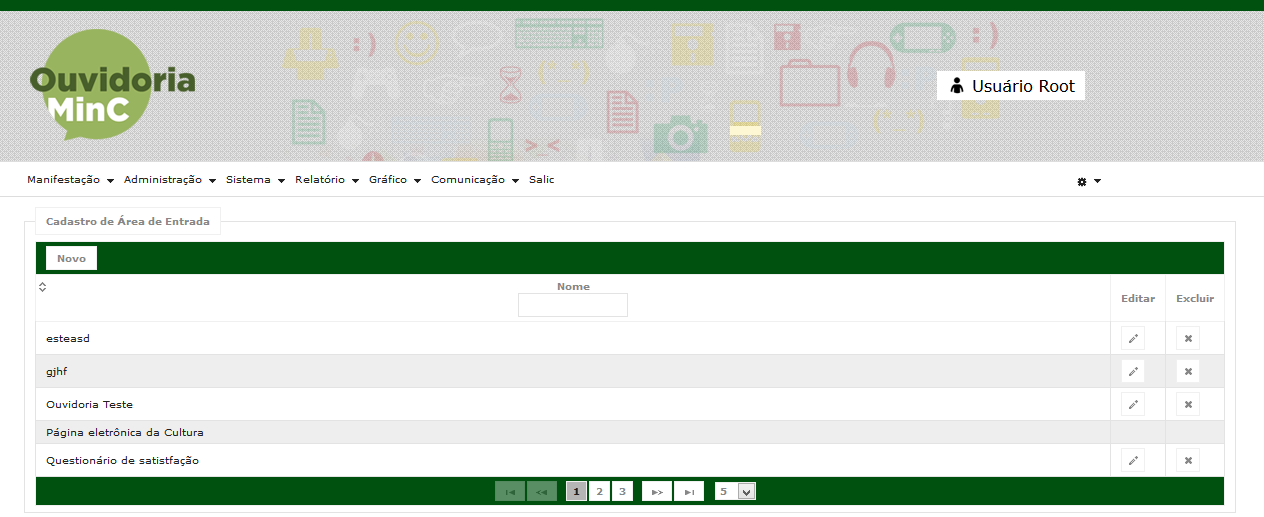 Ouvidoria
MinC
Usuário Root
Manifestação Administração Sistema Relatório Gráfico Comunicação Salic
Cadastro de Área de Entrada
Novo
Nome Editar Excluir
esteasd
gjhf
Ouvidoria Teste
Página eletrônica da Cultura
Questionário de satistfação
1 2 3 5